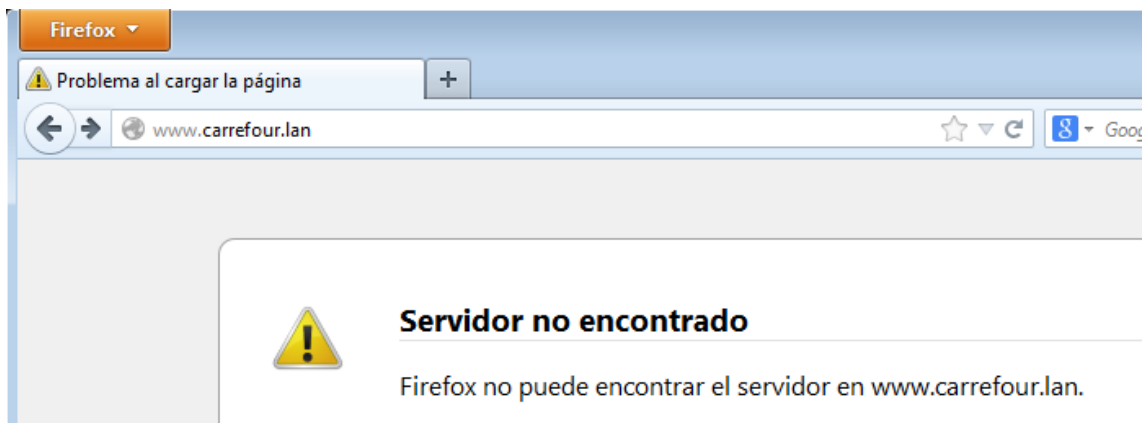 Firefox
Problema al cargar la página
www.carrefour.lan
8
Servidor no encontrado
Firefox no puede encontrar el servidor en www.carrefour.lan.